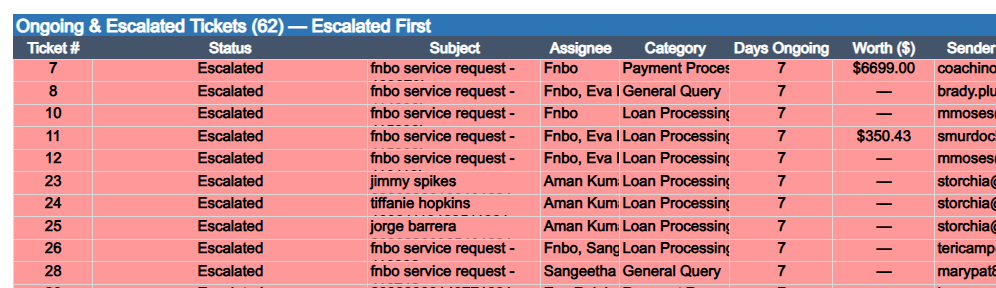 Ongoing & Escalated Tickets (62) — Escalated First
Ticket # Status Subject Assignee Category Days Ongoing Worth ($) Sender
7 Escalated fnbo service request - Fnbo Payment Proces 7 $6699.00 coachino
8 Escalated fnbo service request - Fnbo, Eva General Query 7 — brady.plu
10 Escalated fnbo service request - Fnbo Loan Processing 7 — mmoses
11 Escalated fnbo service request - Fnbo, Eva Loan Processing 7 $350.43 smurdoc
12 Escalated fnbo service request - Fnbo, Eva Loan Processing 7 — mmoses
23 Escalated jimmy spikes Aman Kum Loan Processing 7 — storchia@
24 Escalated tiffanie hopkins Aman Kum Loan Processing 7 — storchia@
25 Escalated jorge barrera Aman Kum Loan Processing 7 — storchia@
26 Escalated fnbo service request - Fnbo, Sang Loan Processing 7 — tericamp
28 Escalated fnbo service request - Sangeetha General Query 7 — marypat